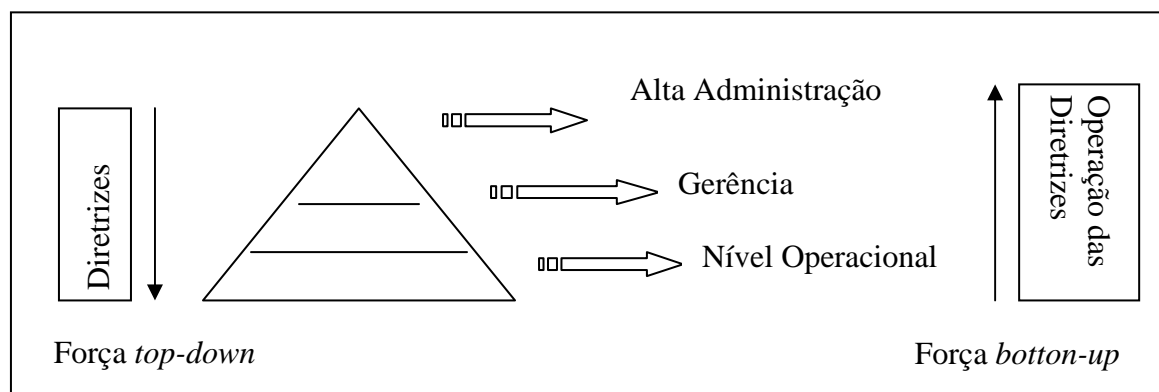 Alta Administração
Diretrizes
Gerência
Nível Operacional
Operação das
Diretrizes
Força top-down
Força botton-up